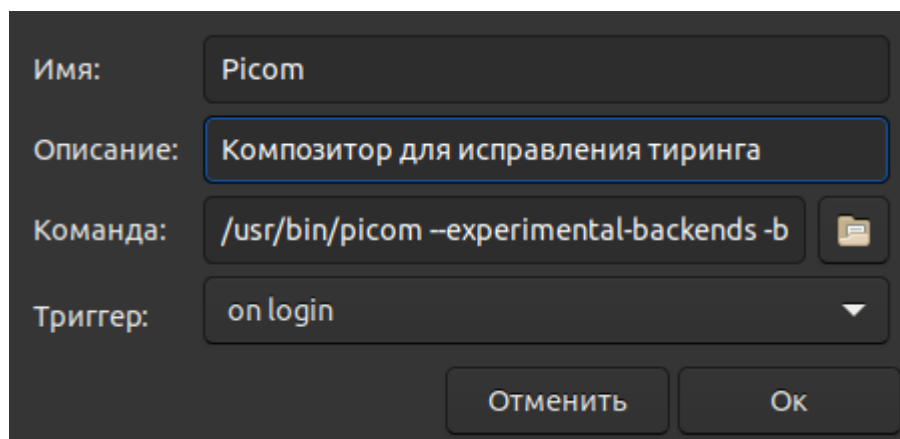 Имя: Picom
Описание: Композитор для исправления тиринга
Команда: /usr/bin/picom --experimental-backends -b
Триггер: on login
Отменить Ок